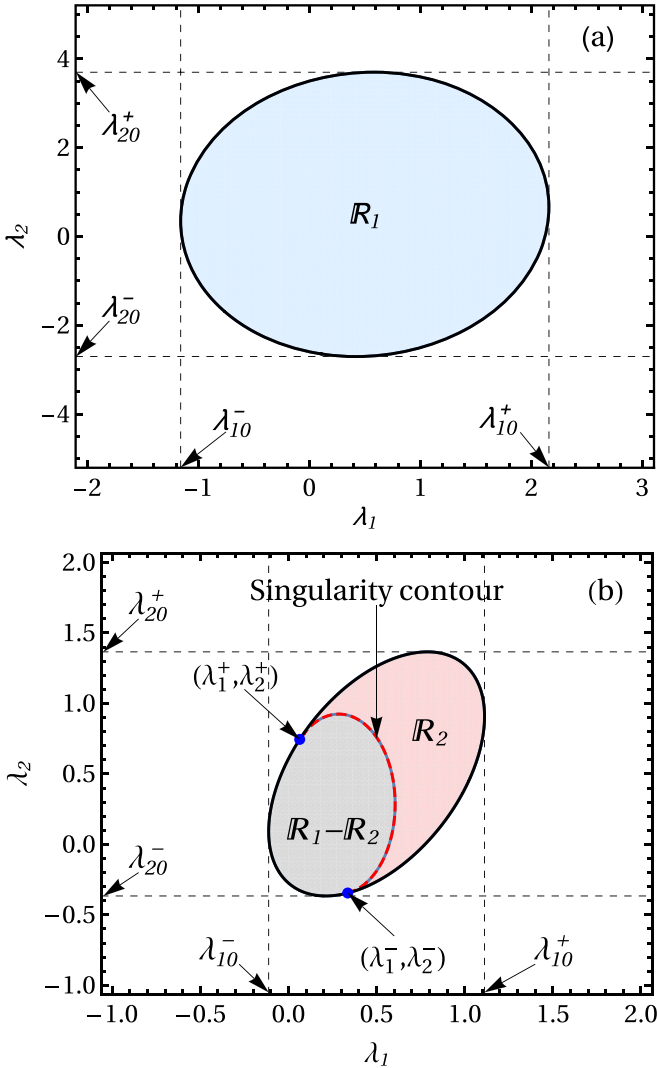 (a)
4
λ₂₀⁺
2
ℝ₁
λ₂
0
λ₂₀⁻
−2
−4
λ₁₀⁻
λ₁₀⁺
−2 −1 0 1 2 3
λ₁
2.0
Singularity contour
(b)
λ₂₀⁺
1.5
(λ₁⁺,λ₂⁺)
1.0
ℝ₂
λ₂
0.5
ℝ₁−ℝ₂
0.0
λ₂₀⁻
−0.5
λ₁₀⁻
(λ₁⁻,λ₂⁻)
λ₁₀⁺
−1.0
−1.0 −0.5 0.0 0.5 1.0 1.5 2.0
λ₁